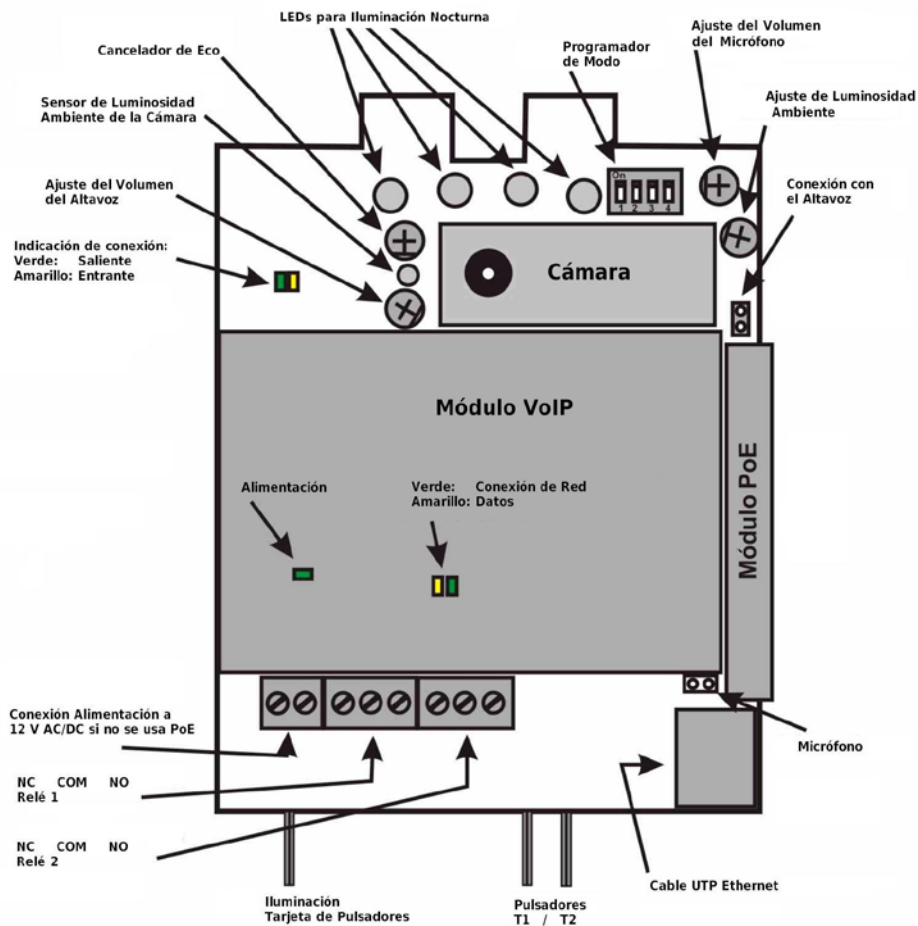 LEDs para Iluminación Nocturna
Cancelador de Eco
Programador
de Modo
Ajuste del Volumen
del Micrófono
Sensor de Luminosidad
Ambiente de la Cámara
Ajuste de Luminosidad
Ambiente
Ajuste del Volumen
del Altavoz
On
1 2 3 4
Conexión con
el Altavoz
Indicación de conexión:
Verde: Saliente
Amarillo: Entrante
Cámara
Módulo VoIP
Módulo PoE
Alimentación
Verde: Conexión de Red
Amarillo: Datos
Conexión Alimentación a
12 V AC/DC si no se usa PoE
Micrófono
NC COM NO
Relé 1
NC COM NO
Relé 2
Cable UTP Ethernet
Iluminación
Tarjeta de Pulsadores
Pulsadores
T1 / T2